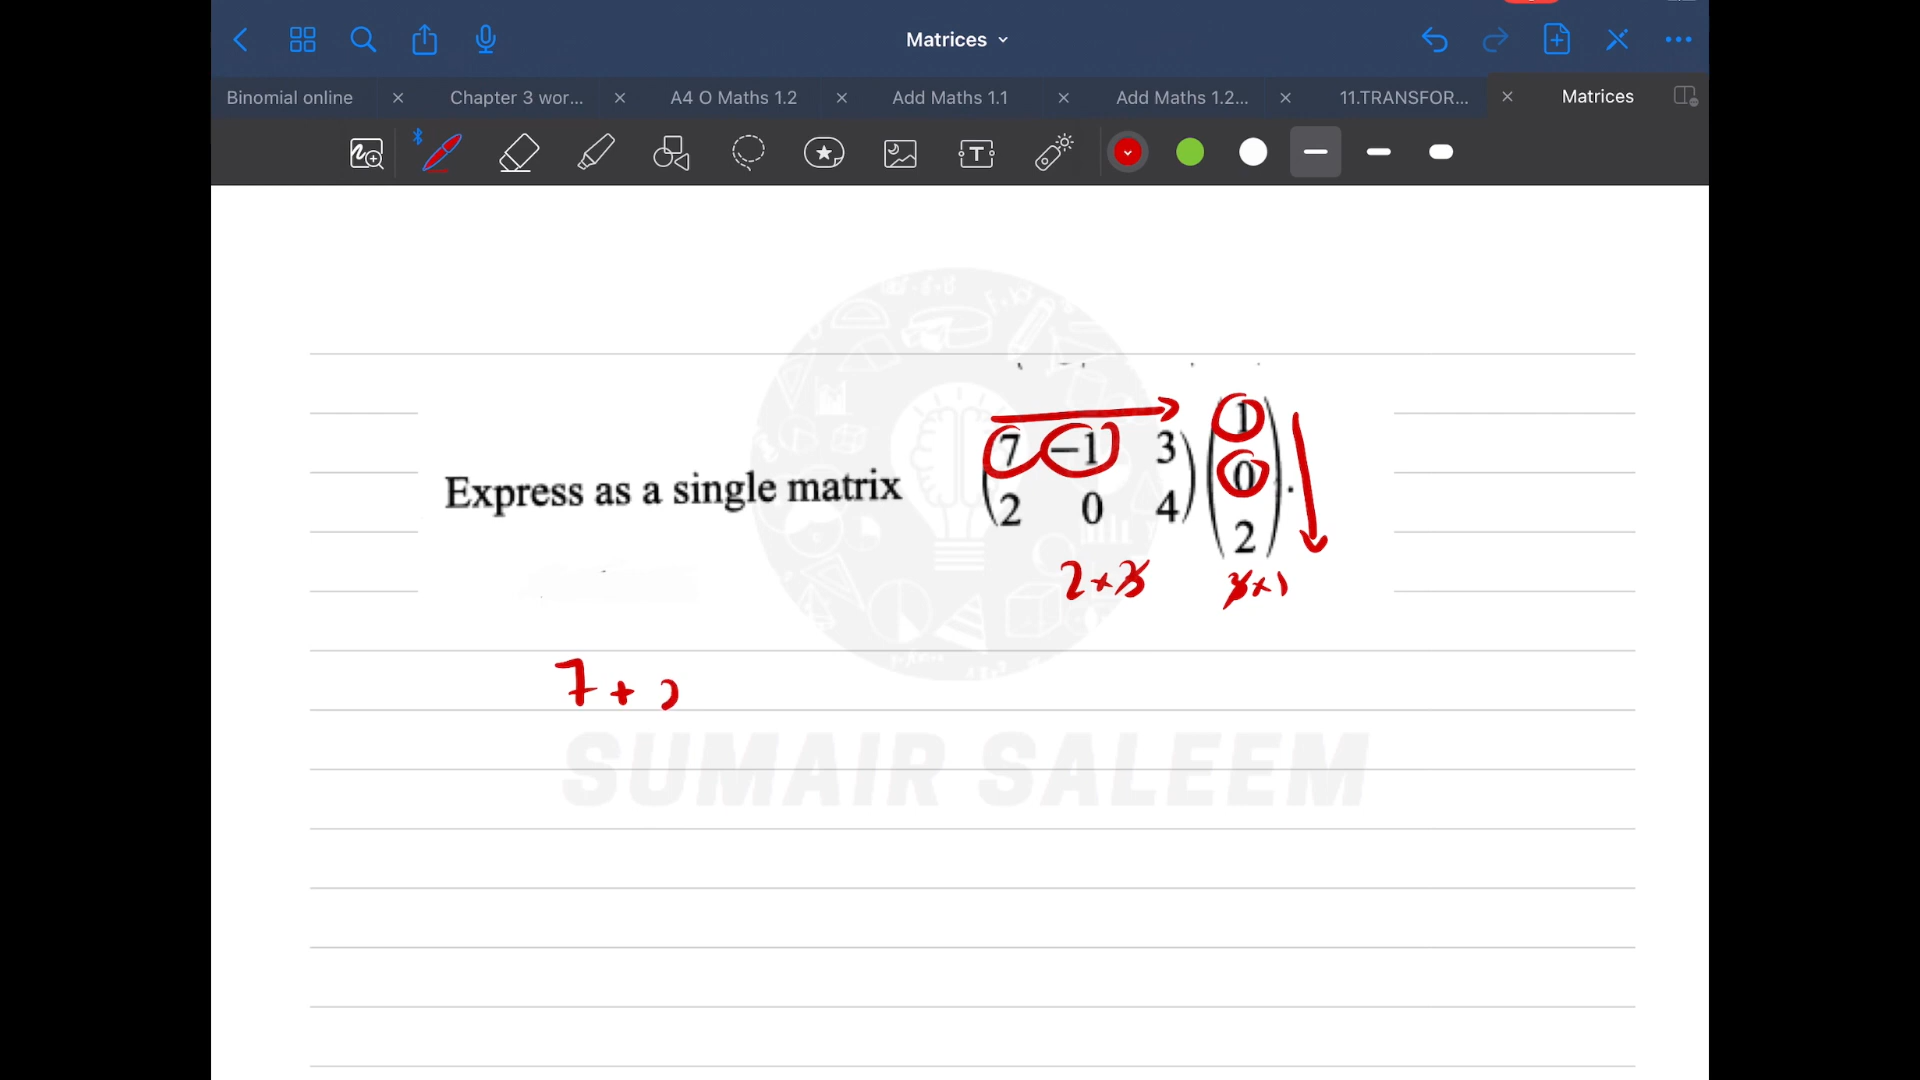 Matrices
Binomial online
Chapter 3 wor...
A4 O Maths 1.2
Add Maths 1.1
Add Maths 1.2...
11.TRANSFOR...
Matrices
T
Express as a single matrix
7 −1 3
2 0 4
1
0
2
.
2 × 3
3 × 1
7 +
SUMAIR SALEEM